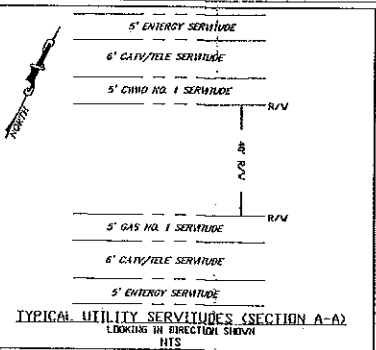 5' ENTERGY SERVITUDE
6' CATV/TELE SERVITUDE
5' CWWD NO. 1 SERVITUDE
R/W
NORTH
40' R/W
R/W
5' GAS NO. 1 SERVITUDE
6' CATV/TELE SERVITUDE
5' ENTERGY SERVITUDE
TYPICAL UTILITY SERVITUDES (SECTION A-A)
LOOKING IN DIRECTION SHOWN
NTS